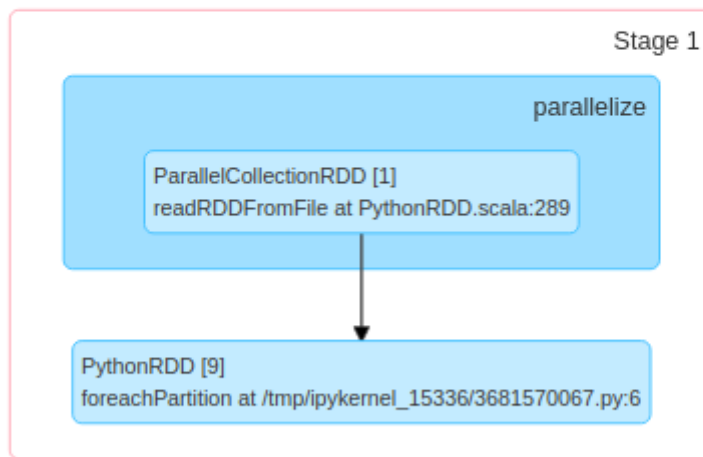 Stage 1
parallelize
ParallelCollectionRDD [1]
readRDDFromFile at PythonRDD.scala:289
PythonRDD [9]
foreachPartition at /tmp/ipykernel_15336/3681570067.py:6